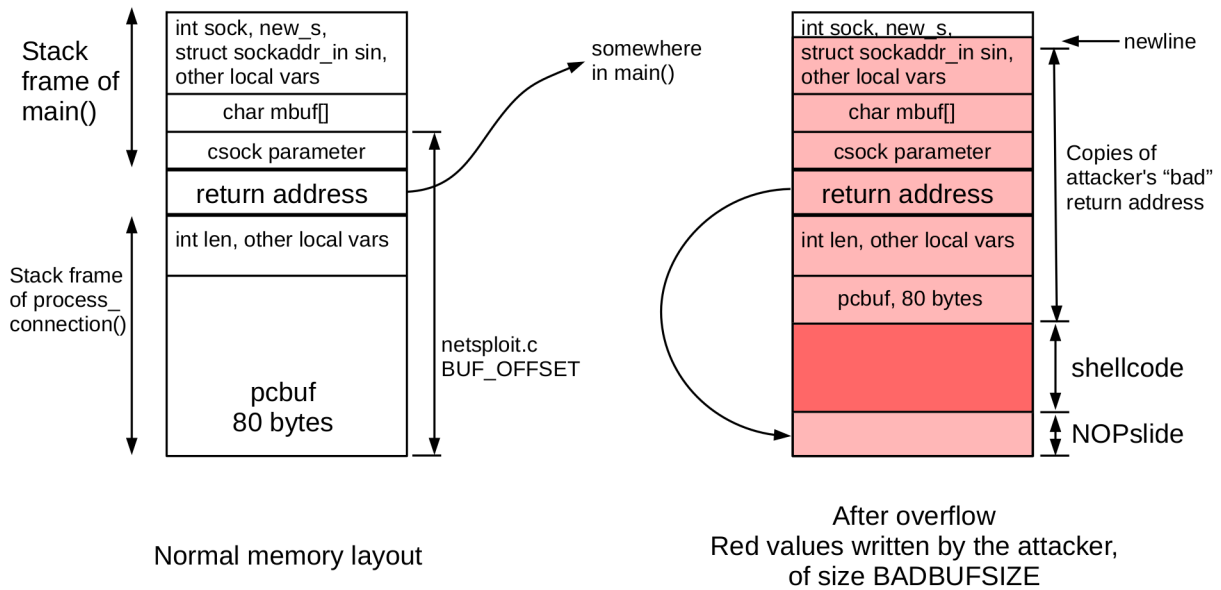 Stack
frame of
main()
int sock, new_s,
struct sockaddr_in sin,
other local vars
char mbuf[]
csock parameter
return address
int len, other local vars
pcbuf
80 bytes
Stack frame
of process_
connection()
somewhere
in main()
netsploit.c
BUF_OFFSET
Normal memory layout
int sock, new_s,
struct sockaddr_in sin,
other local vars
char mbuf[]
csock parameter
return address
int len, other local vars
pcbuf, 80 bytes
newline
Copies of
attacker's “bad”
return address
shellcode
NOPslide
After overflow
Red values written by the attacker,
of size BADBUFSIZE